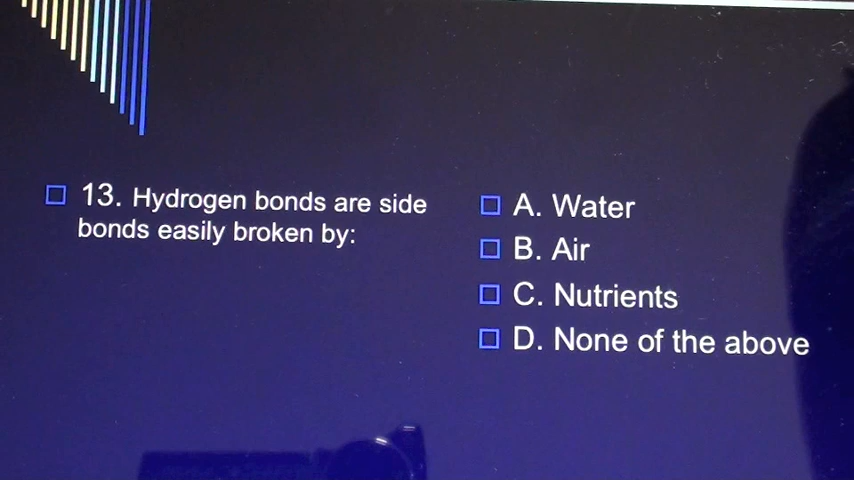 13. Hydrogen bonds are side
bonds easily broken by:
A. Water
B. Air
C. Nutrients
D. None of the above